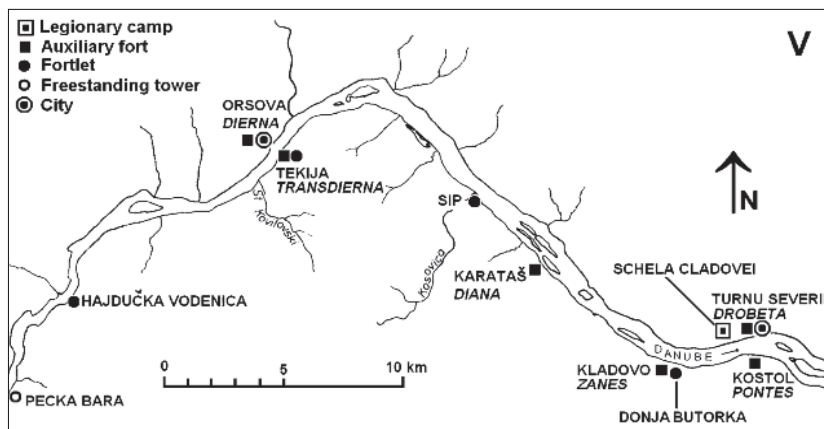 Legionary camp
Auxiliary fort
Fortlet
Freestanding tower
City
V
N
ORSOVA
DIERNA
TEKIJA
TRANSDIERNA
SIP
Kosovica
KARATAŠ
DIANA
SCHELA CLADOVEI
TURNU SEVERIN
DROBETA
HAJDUČKA VODENICA
0 5 10 km
DANUBE
KLADOVO
ZANES
KOSTOL
PONTES
PECKA BARA
DONJA BUTORKA